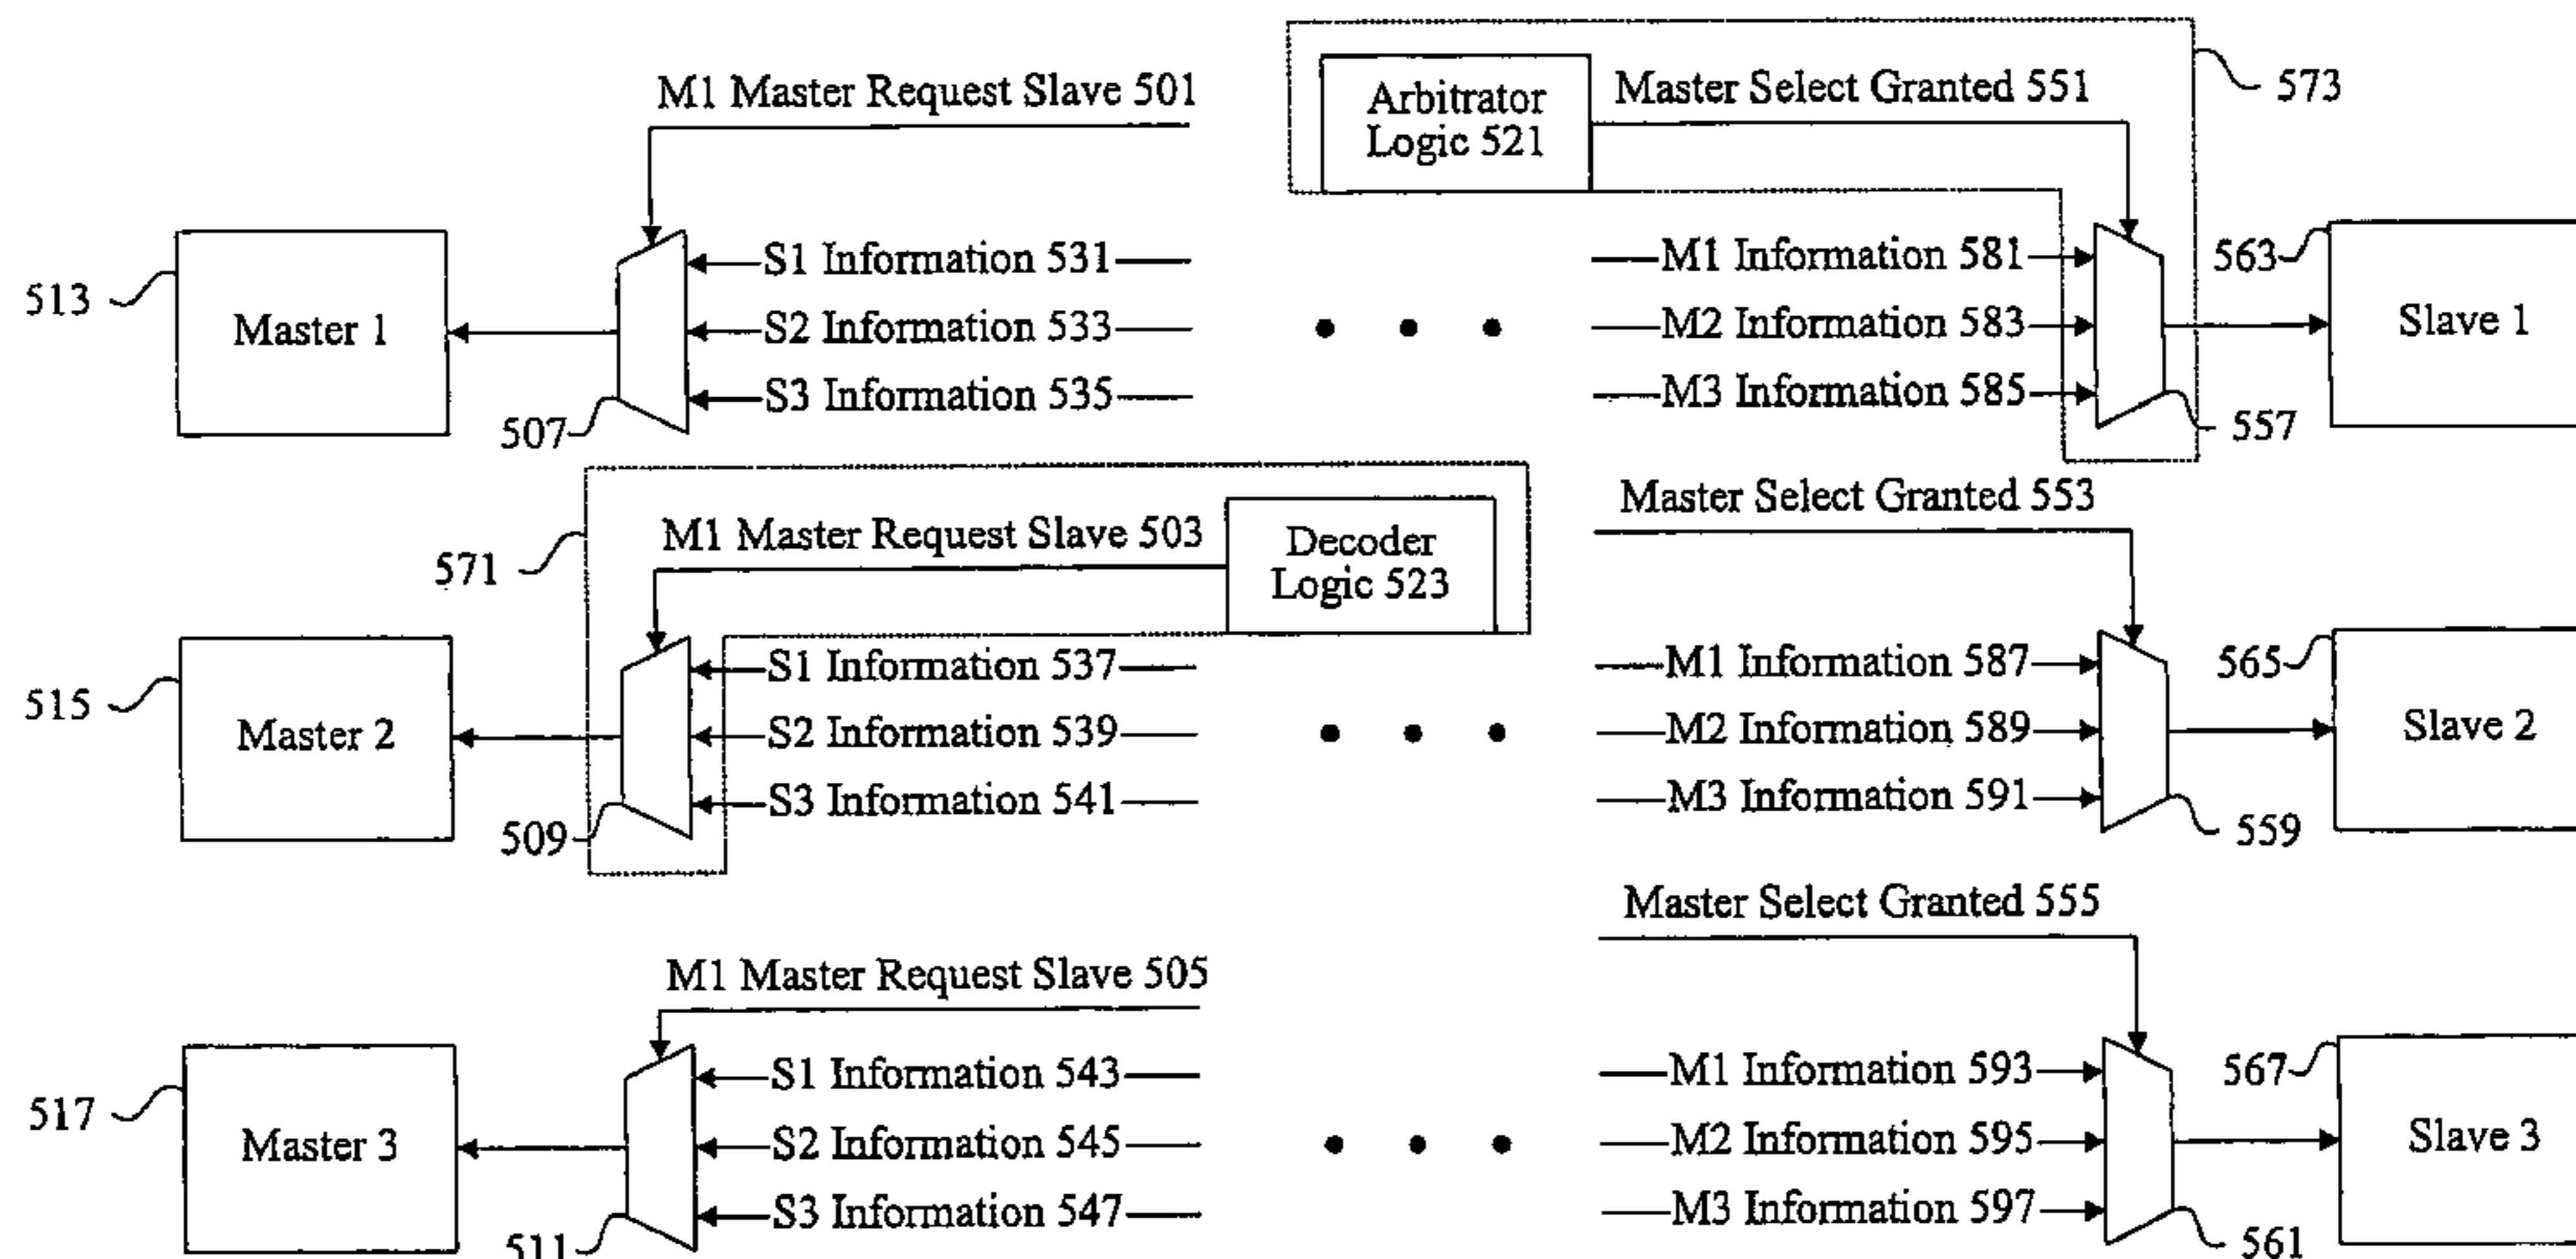 M1 Master Request Slave 501
Arbitrator
Logic 521
Master Select Granted 551
573
513
Master 1
507
S1 Information 531
S2 Information 533
S3 Information 535
M1 Information 581
M2 Information 583
M3 Information 585
557
563
Slave 1
571
M1 Master Request Slave 503
Decoder
Logic 523
Master Select Granted 553
515
Master 2
509
S1 Information 537
S2 Information 539
S3 Information 541
M1 Information 587
M2 Information 589
M3 Information 591
559
565
Slave 2
M1 Master Request Slave 505
Master Select Granted 555
517
Master 3
511
S1 Information 543
S2 Information 545
S3 Information 547
M1 Information 593
M2 Information 595
M3 Information 597
561
567
Slave 3